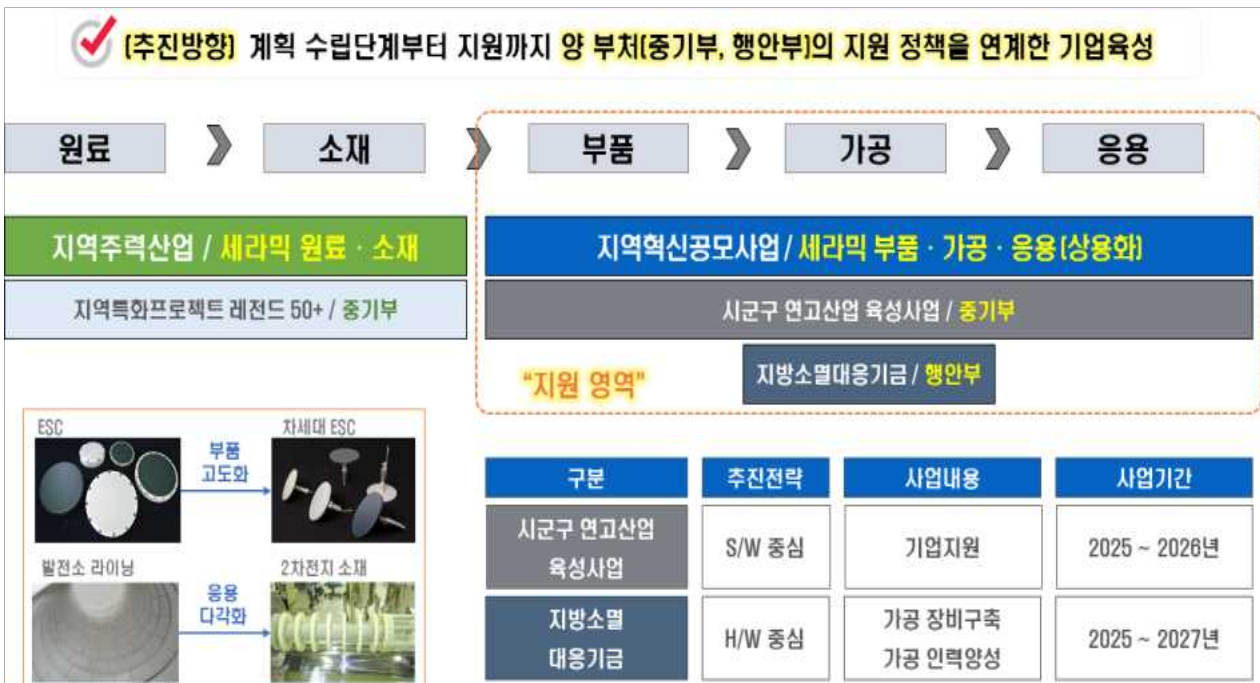 (추진방향) 계획 수립단계부터 지원까지 양 부처(중기부, 행안부)의 지원 정책을 연계한 기업육성
원료
소재
부품
가공
응용
지역주력산업 / 세라믹 원료 · 소재
지역혁신공모사업 / 세라믹 부품 · 가공 · 응용 (상용화)
지역특화프로젝트 레전드 50+ / 중기부
시군구 연고산업 육성사업 / 중기부
지방소멸대응기금 / 행안부
“지원 영역”
ESC
부품
고도화
차세대 ESC
발전소 라이닝
응용
다각화
2차전지 소재
구분
추진전략
사업내용
사업기간
시군구 연고산업
육성사업
S/W 중심
기업지원
2025 ~ 2026년
지방소멸
대응기금
H/W 중심
가공 장비구축
가공 인력양성
2025 ~ 2027년